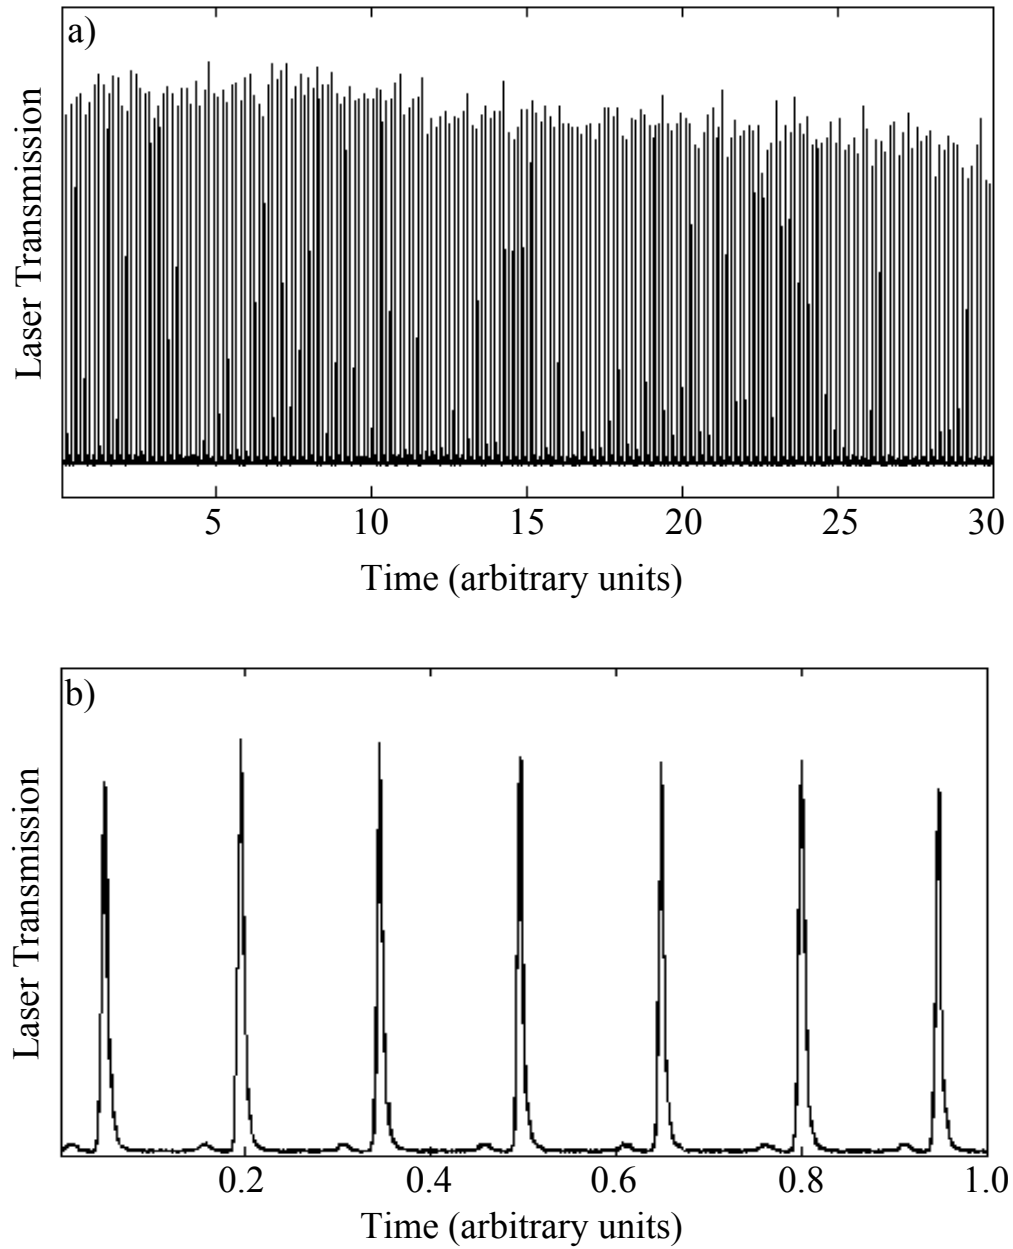 a)
Laser Transmission
5 10 15 20 25 30
Time (arbitrary units)
b)
Laser Transmission
0.2 0.4 0.6 0.8 1.0
Time (arbitrary units)